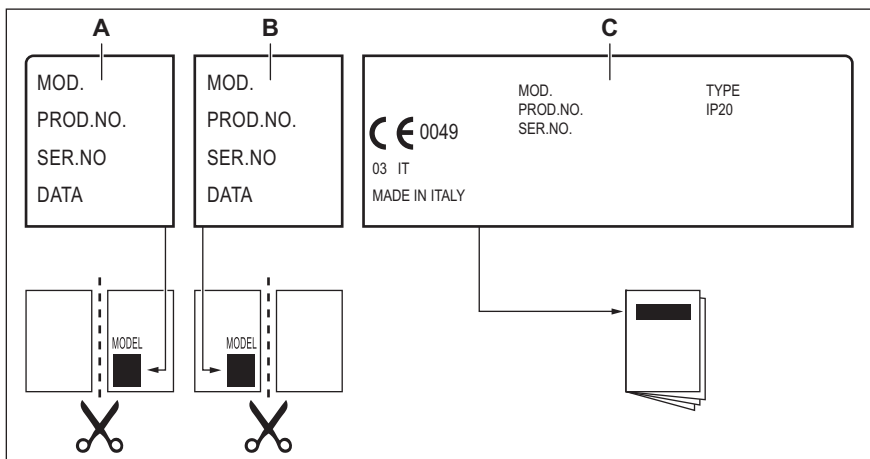 A
B
C
MOD.
PROD.NO.
SER.NO
DATA
MOD.
PROD.NO.
SER.NO
DATA
MOD.
PROD.NO.
SER.NO.
TYPE
IP20
CE 0049
03 IT
MADE IN ITALY
MODEL
MODEL